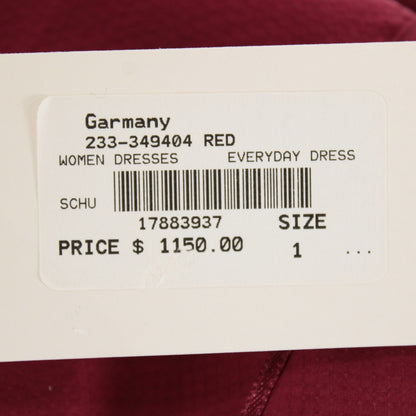 Garmany
233-349404 RED
WOMEN DRESSES EVERYDAY DRESS
SCHU
17883937 SIZE
PRICE $ 1150.00 1 ...